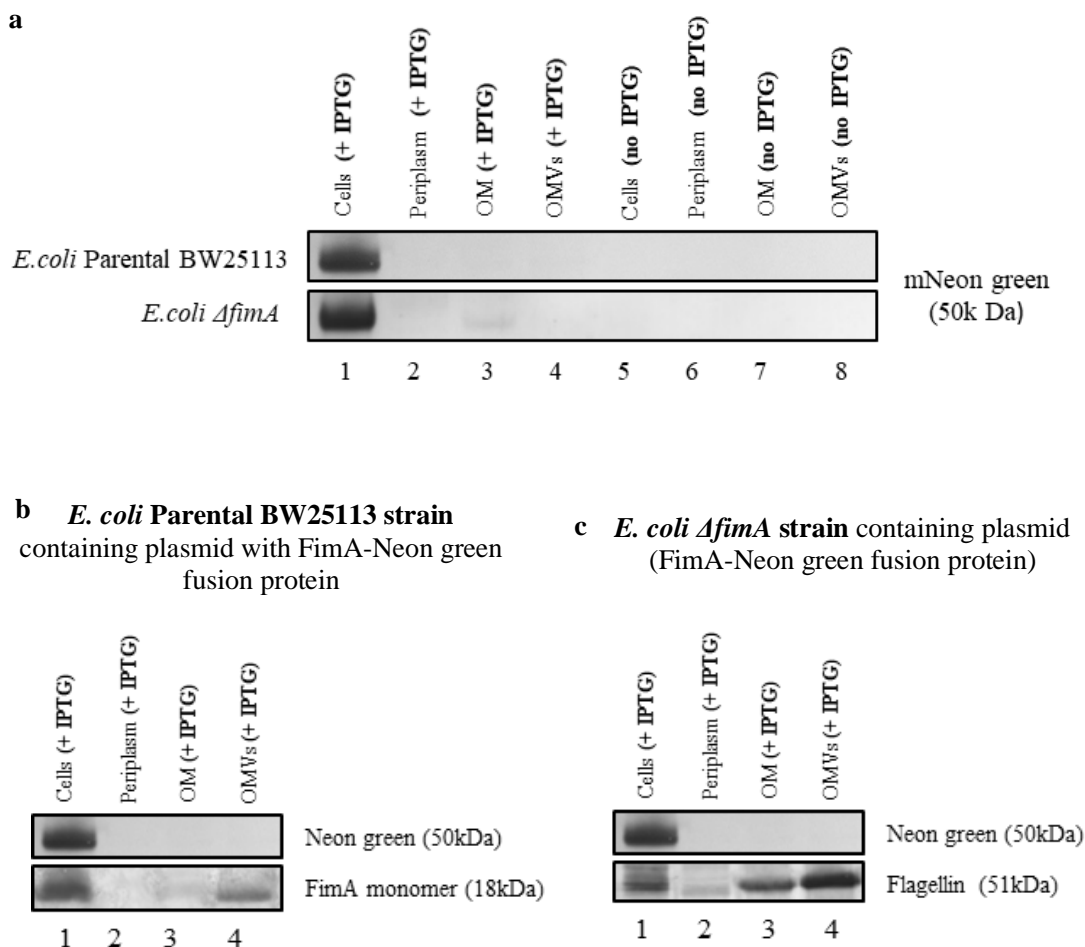 a
Cells (+ IPTG)
Periplasm (+ IPTG)
OM (+ IPTG)
OMVs (+ IPTG)
Cells (no IPTG)
Periplasm (no IPTG)
OM (no IPTG)
OMVs (no IPTG)
E.coli Parental BW25113
E.coli ΔfimA
mNeon green
(50k Da)
1 2 3 4 5 6 7 8
b E. coli Parental BW25113 strain
containing plasmid with FimA-Neon green
fusion protein
Cells (+ IPTG)
Periplasm (+ IPTG)
OM (+ IPTG)
OMVs (+ IPTG)
Neon green (50kDa)
FimA monomer (18kDa)
1 2 3 4
c E. coli ΔfimA strain containing plasmid
(FimA-Neon green fusion protein)
Cells (+ IPTG)
Periplasm (+ IPTG)
OM (+ IPTG)
OMVs (+ IPTG)
Neon green (50kDa)
Flagellin (51kDa)
1 2 3 4